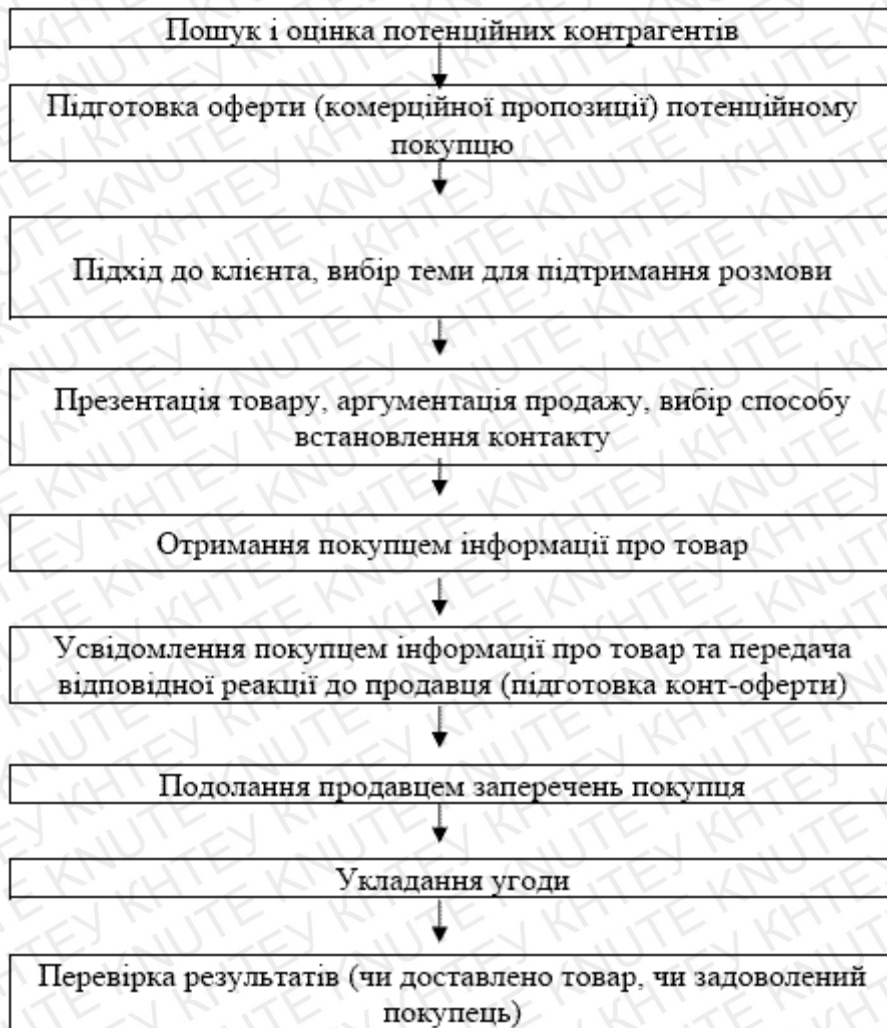 Пошук і оцінка потенційних контрагентів
Підготовка оферти (комерційної пропозиції) потенційному
покупцю
Підхід до клієнта, вибір теми для підтримання розмови
Презентація товару, аргументація продажу, вибір способу
встановлення контакту
Отримання покупцем інформації про товар
Усвідомлення покупцем інформації про товар та передача
відповідної реакції до продавця (підготовка конт-оферти)
Подолання продавцем заперечень покупця
Укладання угоди
Перевірка результатів (чи доставлено товар, чи задоволений
покупець)